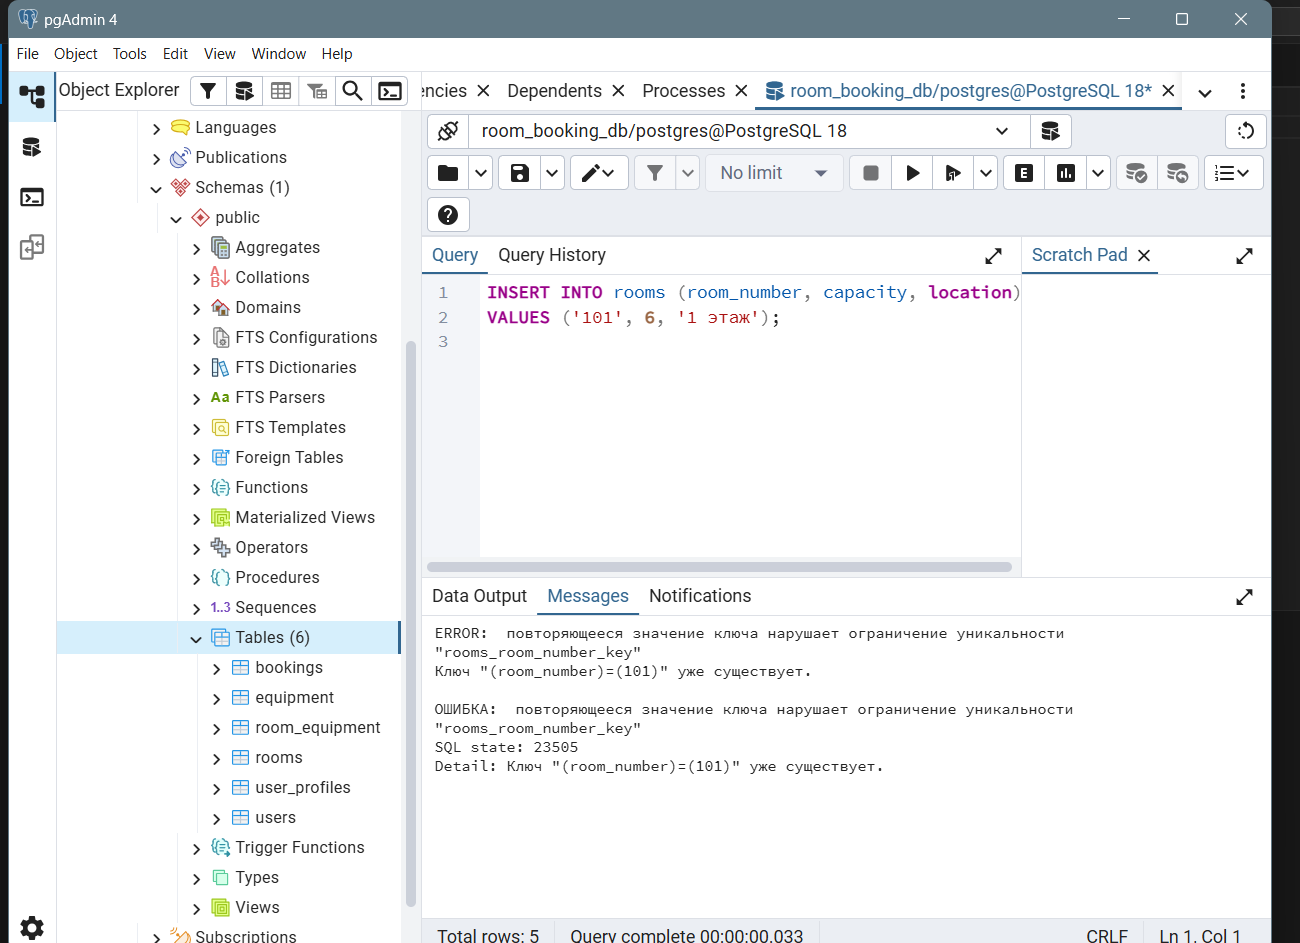 pgAdmin 4
File Object Tools Edit View Window Help
Object Explorer
encies Dependents Processes room_booking_db/postgres@PostgreSQL 18*
room_booking_db/postgres@PostgreSQL 18
No limit
E
Query Query History Scratch Pad
1 INSERT INTO rooms (room_number, capacity, location)
2 VALUES ('101', 6, '1 этаж');
3
Languages
Publications
Schemas (1)
public
Aggregates
Collations
Domains
FTS Configurations
FTS Dictionaries
Aa FTS Parsers
FTS Templates
Foreign Tables
Functions
Materialized Views
Operators
Procedures
1..3 Sequences
Tables (6)
bookings
equipment
room_equipment
rooms
user_profiles
users
Trigger Functions
Types
Views
Subscriptions
Data Output Messages Notifications
ERROR:  повторяющееся значение ключа нарушает ограничение уникальности
"rooms_room_number_key"
Ключ "(room_number)=(101)" уже существует.
ОШИБКА:  повторяющееся значение ключа нарушает ограничение уникальности
"rooms_room_number_key"
SQL state: 23505
Detail: Ключ "(room_number)=(101)" уже существует.
Total rows: 5 Query complete 00:00:00.033 CRLF Ln 1, Col 1